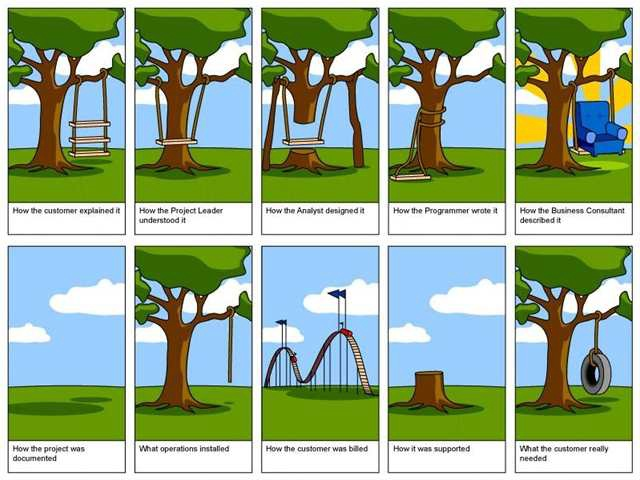 How the customer explained it
How the Project Leader
understood it
How the Analyst designed it
How the Programmer wrote it
How the Business Consultant
described it
How the project was
documented
What operations installed
How the customer was billed
How it was supported
What the customer really
needed